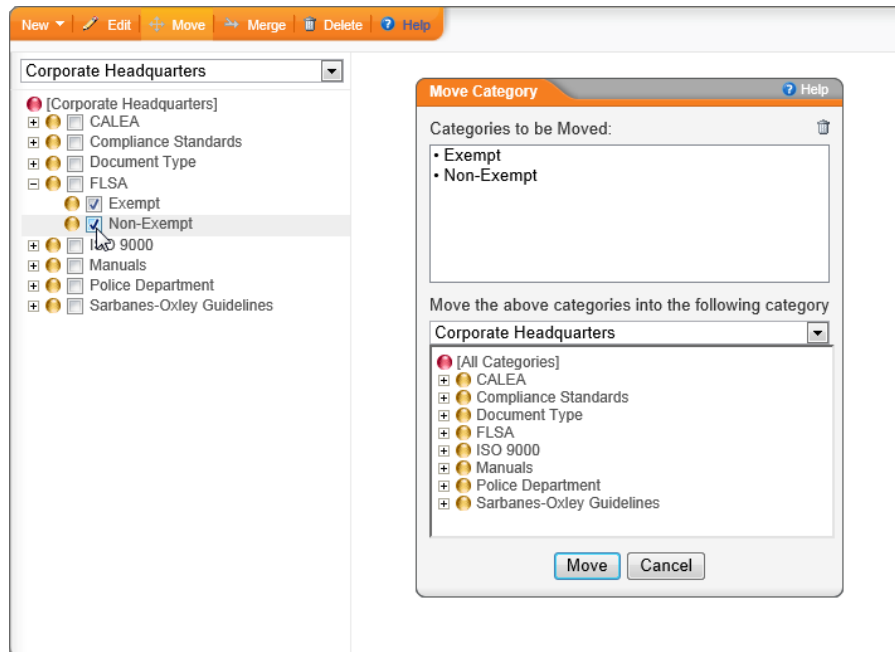 New Edit Move Merge Delete Help
Corporate Headquarters
[Corporate Headquarters]
CALEA
Compliance Standards
Document Type
FLSA
Exempt
Non-Exempt
9000
Manuals
Police Department
Sarbanes-Oxley Guidelines
Move Category Help
Categories to be Moved:
• Exempt
• Non-Exempt
Move the above categories into the following category
Corporate Headquarters
[All Categories]
CALEA
Compliance Standards
Document Type
FLSA
ISO 9000
Manuals
Police Department
Sarbanes-Oxley Guidelines
Move Cancel